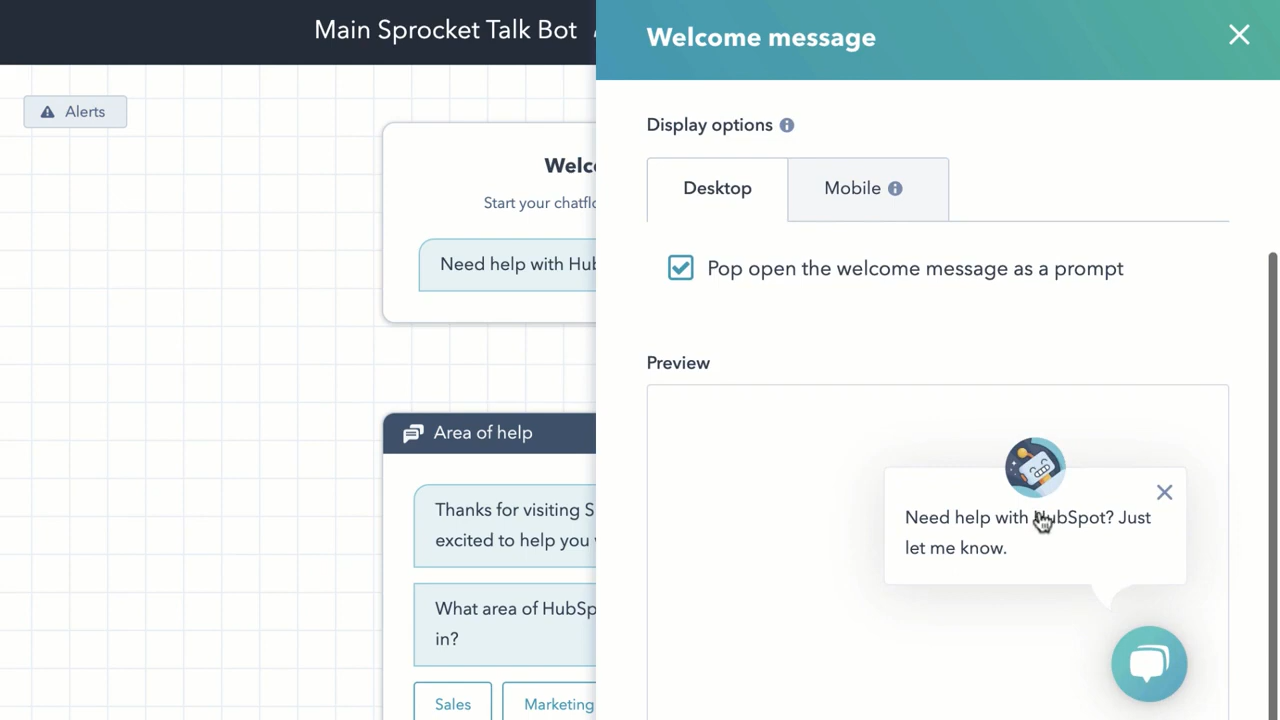 Main Sprocket Talk Bot
Alerts
Start your chatflo
Need help with Hub
Area of help
Thanks for visiting S
excited to help you
What area of HubSp
in?
Sales
Marketing
Welcome message
Display options
Desktop
Mobile
Pop open the welcome message as a prompt
Preview
Need help with HubSpot? Just
let me know.